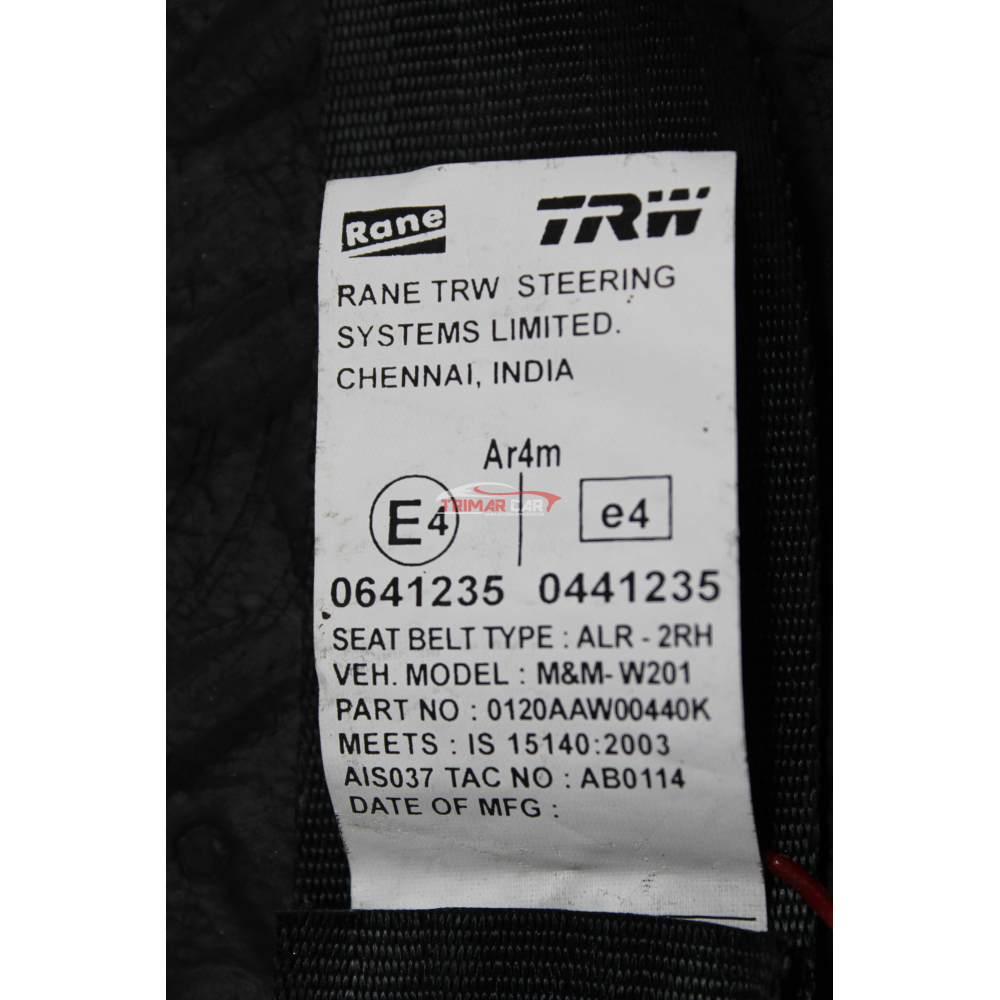 Rane TRW
RANE TRW STEERING
SYSTEMS LIMITED.
CHENNAI, INDIA
Ar4m
E4 e4
TRIMAR CAR
0641235 0441235
SEAT BELT TYPE : ALR - 2RH
VEH. MODEL : M&M- W201
PART NO : 0120AAW00440K
MEETS : IS 15140:2003
AIS037 TAC NO : AB0114
DATE OF MFG :